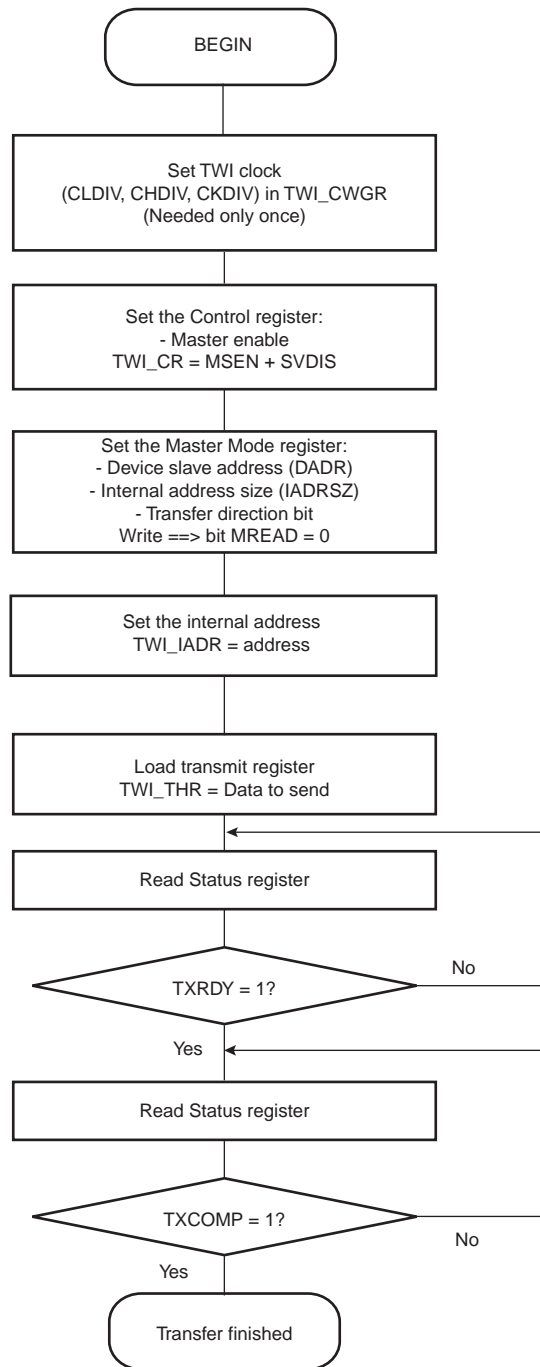 BEGIN
Set TWI clock
(CLDIV, CHDIV, CKDIV) in TWI_CWGR
(Needed only once)
Set the Control register:
- Master enable
TWI_CR = MSEN + SVDIS
Set the Master Mode register:
- Device slave address (DADR)
- Internal address size (IADRSZ)
- Transfer direction bit
Write ==> bit MREAD = 0
Set the internal address
TWI_IADR = address
Load transmit register
TWI_THR = Data to send
Read Status register
TXRDY = 1?
No
Yes
Read Status register
TXCOMP = 1?
No
Yes
Transfer finished